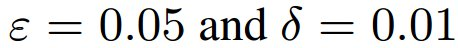 ε = 0.05 and δ = 0.01